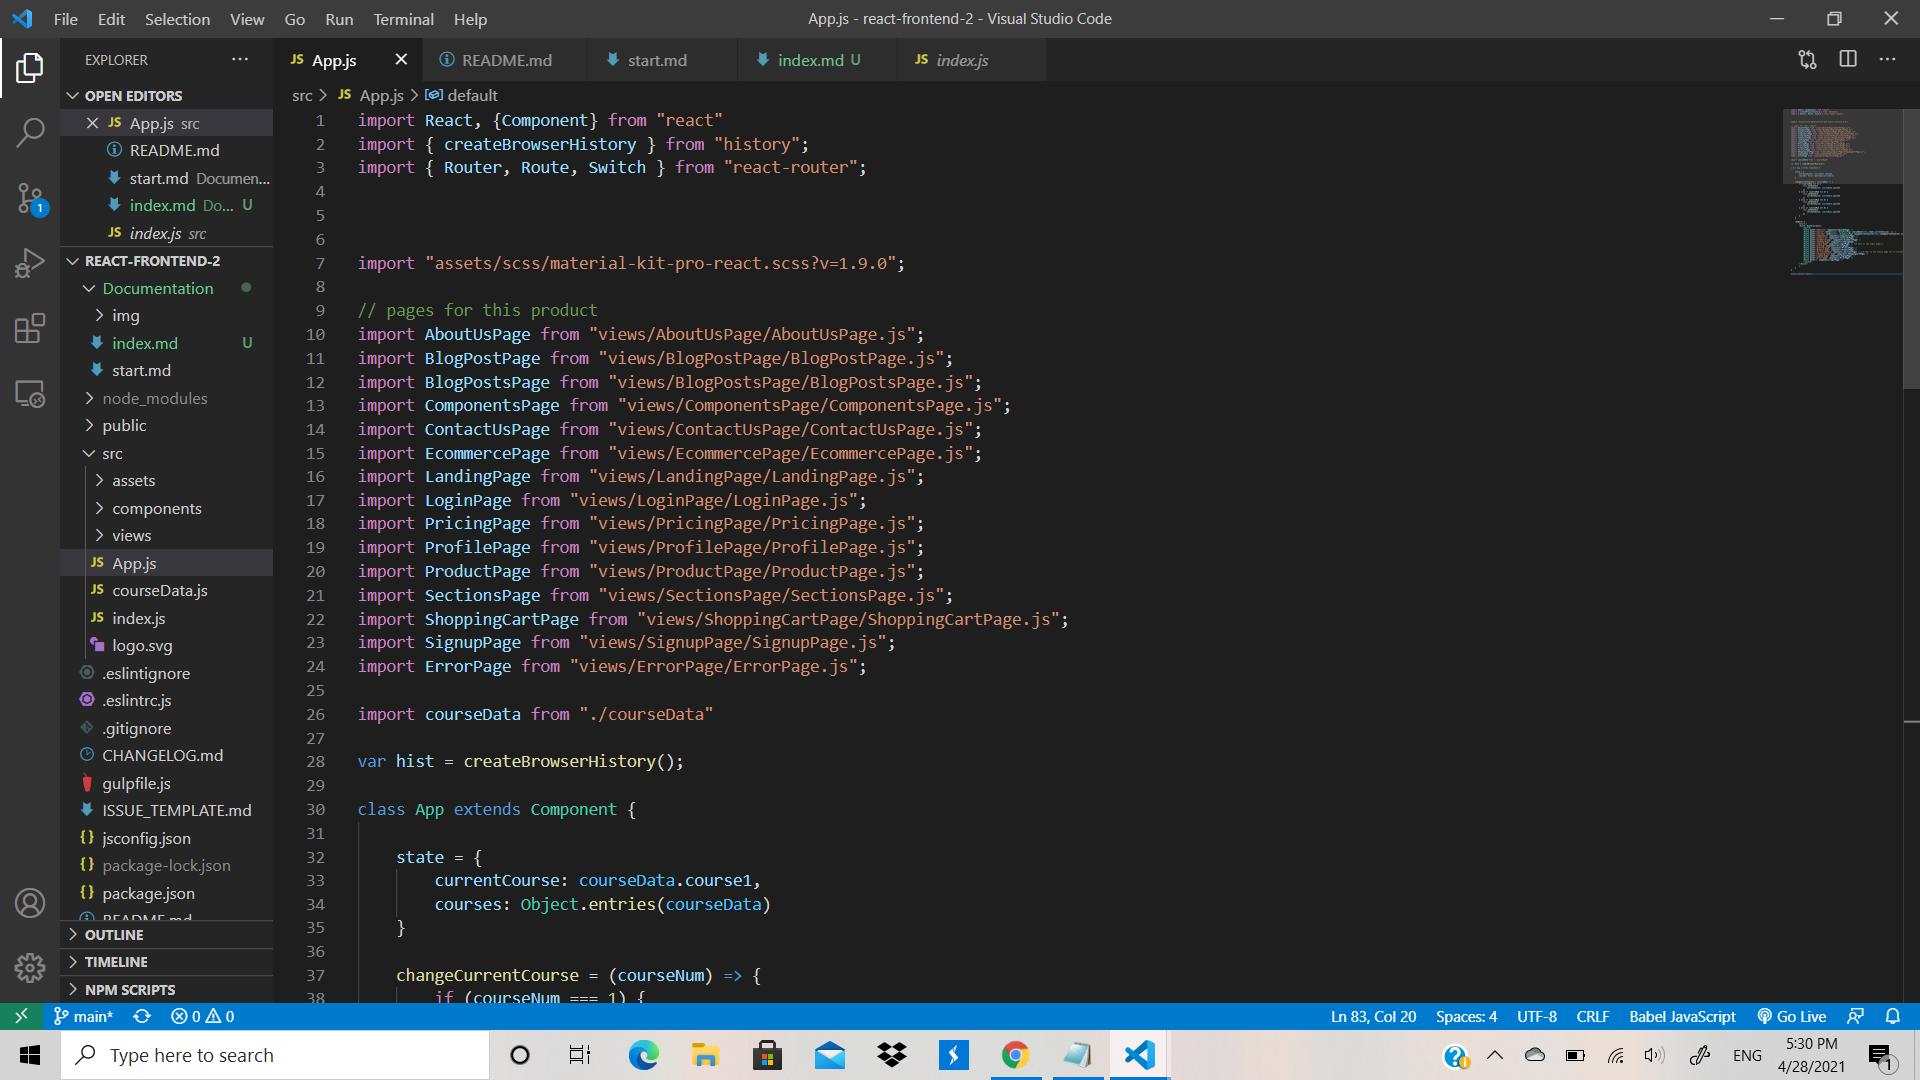 File Edit Selection View Go Run Terminal Help
App.js - react-frontend-2 - Visual Studio Code
EXPLORER
OPEN EDITORS
JS App.js src
README.md
start.md Documen...
index.md Do... U
JS index.js src
REACT-FRONTEND-2
Documentation
img
index.md U
start.md
node_modules
public
src
assets
components
views
JS App.js
JS courseData.js
JS index.js
logo.svg
.eslintignore
.eslintrc.js
.gitignore
CHANGELOG.md
gulpfile.js
ISSUE_TEMPLATE.md
{} jsconfig.json
{} package-lock.json
{} package.json
README.md
OUTLINE
TIMELINE
NPM SCRIPTS
1
JS App.js
README.md
start.md
index.md U
JS index.js
src > JS App.js > default
1 import React, {Component} from "react"
2 import { createBrowserHistory } from "history";
3 import { Router, Route, Switch } from "react-router";
4
5
6
7 import "assets/scss/material-kit-pro-react.scss?v=1.9.0";
8
9 // pages for this product
10 import AboutUsPage from "views/AboutUsPage/AboutUsPage.js";
11 import BlogPostPage from "views/BlogPostPage/BlogPostPage.js";
12 import BlogPostsPage from "views/BlogPostsPage/BlogPostsPage.js";
13 import ComponentsPage from "views/ComponentsPage/ComponentsPage.js";
14 import ContactUsPage from "views/ContactUsPage/ContactUsPage.js";
15 import EcommercePage from "views/EcommercePage/EcommercePage.js";
16 import LandingPage from "views/LandingPage/LandingPage.js";
17 import LoginPage from "views/LoginPage/LoginPage.js";
18 import PricingPage from "views/PricingPage/PricingPage.js";
19 import ProfilePage from "views/ProfilePage/ProfilePage.js";
20 import ProductPage from "views/ProductPage/ProductPage.js";
21 import SectionsPage from "views/SectionsPage/SectionsPage.js";
22 import ShoppingCartPage from "views/ShoppingCartPage/ShoppingCartPage.js";
23 import SignupPage from "views/SignupPage/SignupPage.js";
24 import ErrorPage from "views/ErrorPage/ErrorPage.js";
25
26 import courseData from "./courseData"
27
28 var hist = createBrowserHistory();
29
30 class App extends Component {
31
32 state = {
33 currentCourse: courseData.course1,
34 courses: Object.entries(courseData)
35 }
36
37 changeCurrentCourse = (courseNum) => {
38 if (courseNum === 1) {
main* 0 0
Ln 83, Col 20 Spaces: 4 UTF-8 CRLF Babel JavaScript Go Live
Type here to search
ENG
5:30 PM
4/28/2021
1